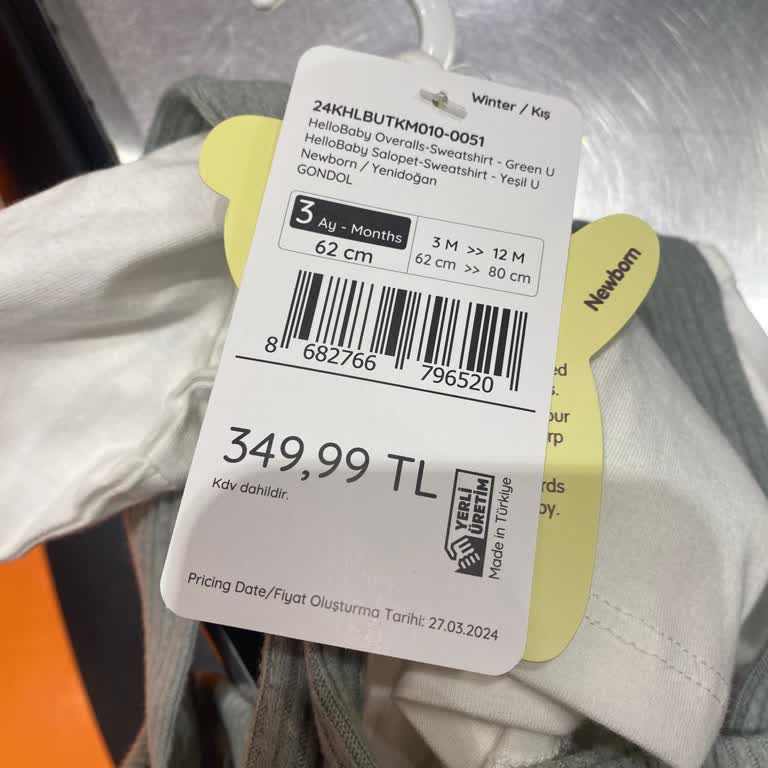 Winter / Kış
24KHLBUTKM010-0051
HelloBaby Overalls-Sweatshirt - Green U
HelloBaby Salopet-Sweatshirt - Yeşil U
Newborn / Yenidoğan
GONDOL
3 Ay - Months
62 cm
3 M >> 12 M
62 cm >> 80 cm
8 682766 796520
349,99 TL
Kdv dahildir.
YERLİ
ÜRETİM
Made in Türkiye
Pricing Date/Fiyat Oluşturma Tarihi: 27.03.2024
Newborn